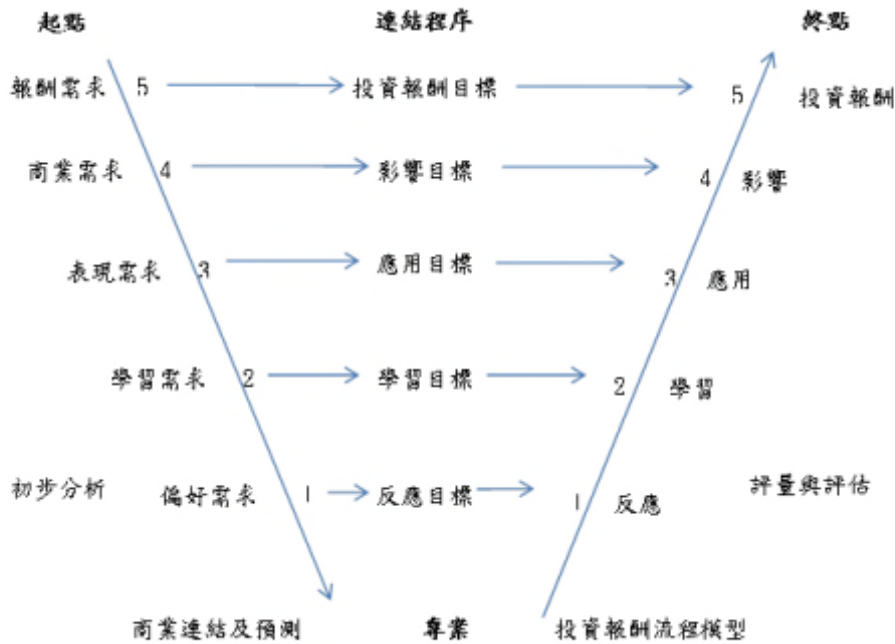 起點 連結程序 終點
報酬需求 5 投資報酬目標 5 投資報酬
商業需求 4 影響目標 4 影響
表現需求 3 應用目標 3 應用
學習需求 2 學習目標 2 學習
初步分析 偏好需求 1 反應目標 1 反應 評量與評估
商業連結及預測 專業 投資報酬流程模型